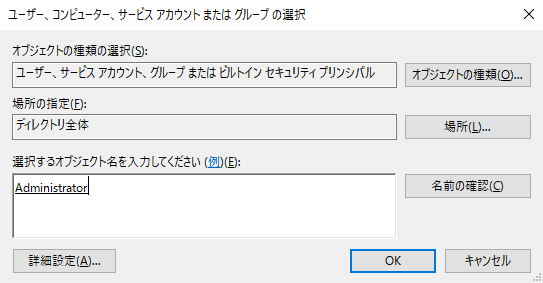 ユーザー、コンピューター、サービス アカウント または グループ の選択
オブジェクトの種類の選択(S):
ユーザー、サービス アカウント、グループ または ビルトイン セキュリティ プリンシパル
オブジェクトの種類(O)...
場所の指定(F):
ディレクトリ全体
場所(L)...
選択するオブジェクト名を入力してください (例)(E):
Administrator
名前の確認(C)
詳細設定(A)...
OK
キャンセル